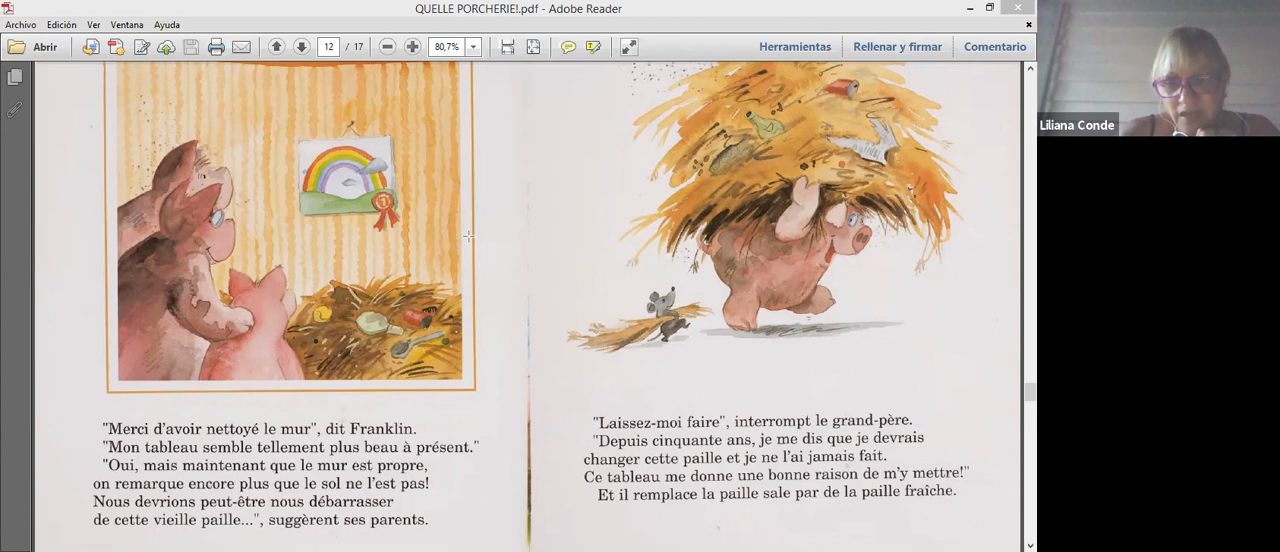 QUELLE PORCHERIE!.pdf - Adobe Reader
Archivo Edición Ver Ventana Ayuda
Abrir 12 / 17 80,7% Herramientas Rellenar y firmar Comentario
Liliana Conde
"Merci d'avoir nettoyé le mur", dit Franklin.
"Mon tableau semble tellement plus beau à présent."
"Oui, mais maintenant que le mur est propre,
on remarque encore plus que le sol ne l'est pas!
Nous devrions peut-être nous débarrasser
de cette vieille paille...", suggèrent ses parents.
"Laissez-moi faire", interrompt le grand-père.
"Depuis cinquante ans, je me dis que je devrais
changer cette paille et je ne l'ai jamais fait.
Ce tableau me donne une bonne raison de m'y mettre!"
Et il remplace la paille sale par de la paille fraîche.